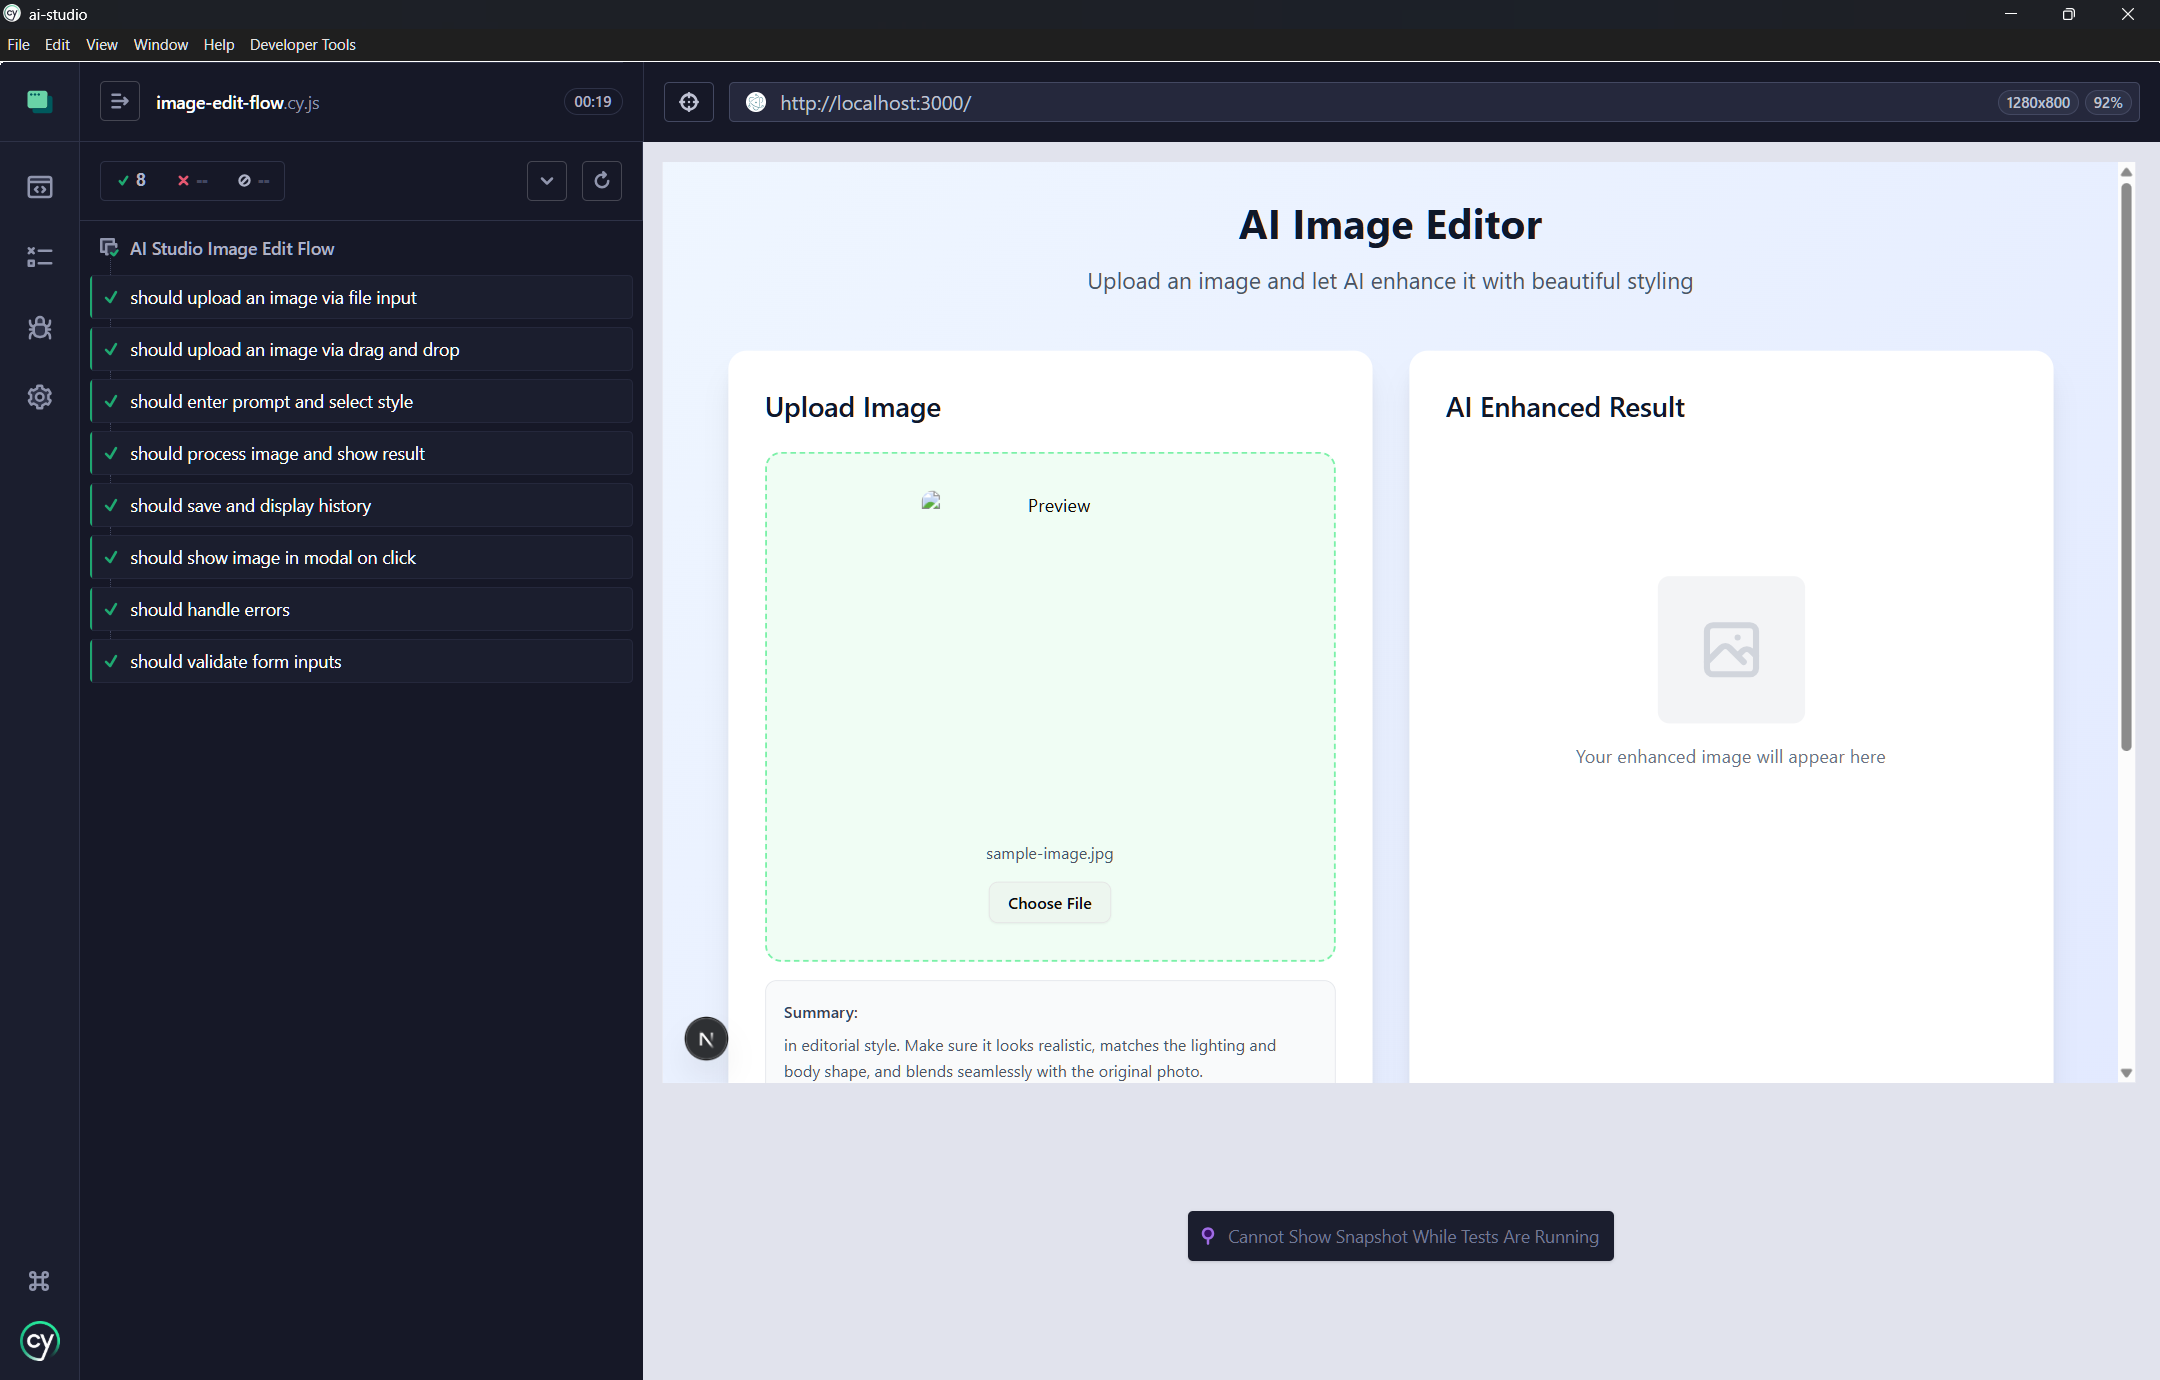 ai-studio
File Edit View Window Help Developer Tools
image-edit-flow.cy.js
00:19
http://localhost:3000/
1280x800
92%
8
--
--
AI Studio Image Edit Flow
should upload an image via file input
should upload an image via drag and drop
should enter prompt and select style
should process image and show result
should save and display history
should show image in modal on click
should handle errors
should validate form inputs
cy
AI Image Editor
Upload an image and let AI enhance it with beautiful styling
Upload Image
Preview
sample-image.jpg
Choose File
Summary:
in editorial style. Make sure it looks realistic, matches the lighting and
body shape, and blends seamlessly with the original photo.
N
AI Enhanced Result
Your enhanced image will appear here
Cannot Show Snapshot While Tests Are Running